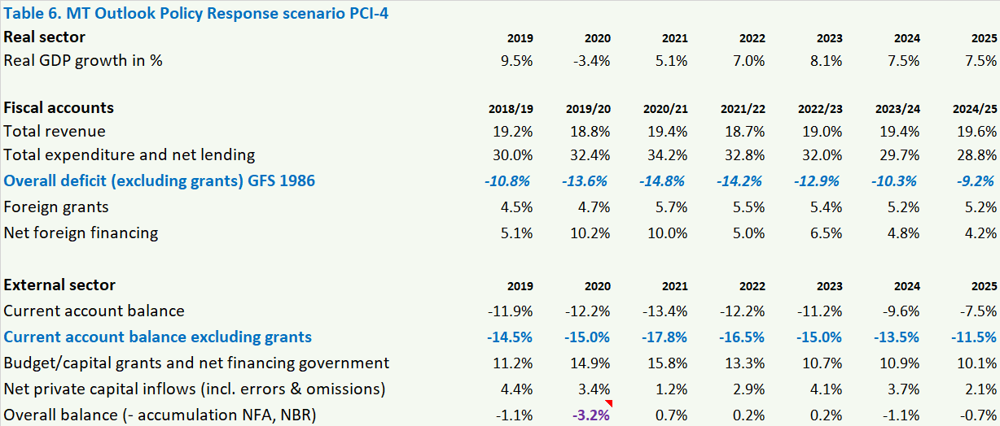 Table 6. MT Outlook Policy Response scenario PCI-4
Real sector 2019 2020 2021 2022 2023 2024 2025
Real GDP growth in % 9.5% -3.4% 5.1% 7.0% 8.1% 7.5% 7.5%
Fiscal accounts 2018/19 2019/20 2020/21 2021/22 2022/23 2023/24 2024/25
Total revenue 19.2% 18.8% 19.4% 18.7% 19.0% 19.4% 19.6%
Total expenditure and net lending 30.0% 32.4% 34.2% 32.8% 32.0% 29.7% 28.8%
Overall deficit (excluding grants) GFS 1986 -10.8% -13.6% -14.8% -14.2% -12.9% -10.3% -9.2%
Foreign grants 4.5% 4.7% 5.7% 5.5% 5.4% 5.2% 5.2%
Net foreign financing 5.1% 10.2% 10.0% 5.0% 6.5% 4.8% 4.2%
External sector 2019 2020 2021 2022 2023 2024 2025
Current account balance -11.9% -12.2% -13.4% -12.2% -11.2% -9.6% -7.5%
Current account balance excluding grants -14.5% -15.0% -17.8% -16.5% -15.0% -13.5% -11.5%
Budget/capital grants and net financing government 11.2% 14.9% 15.8% 13.3% 10.7% 10.9% 10.1%
Net private capital inflows (incl. errors & omissions) 4.4% 3.4% 1.2% 2.9% 4.1% 3.7% 2.1%
Overall balance (- accumulation NFA, NBR) -1.1% -3.2% 0.7% 0.2% 0.2% -1.1% -0.7%